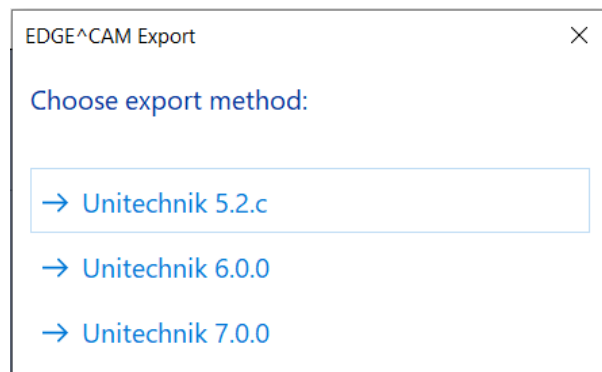 EDGE^CAM Export
Choose export method:
→ Unitechnik 5.2.c
→ Unitechnik 6.0.0
→ Unitechnik 7.0.0